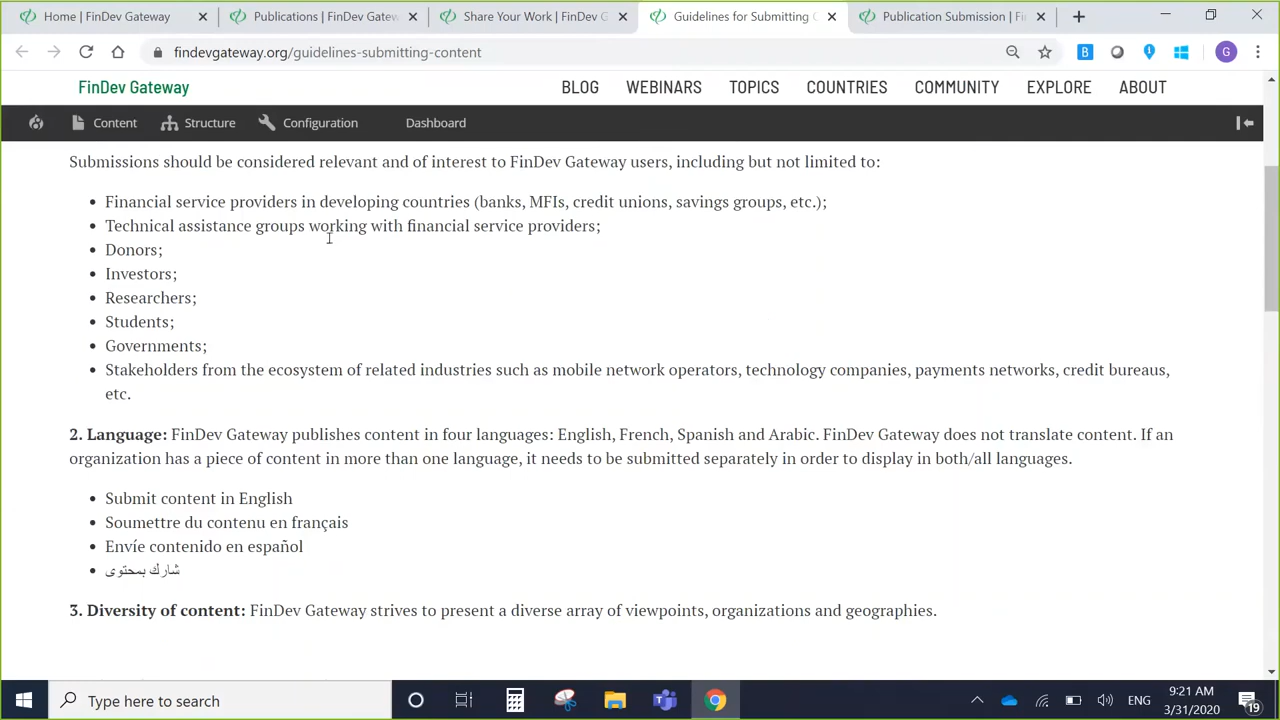 Home | FinDev Gateway
Publications | FinDev Gatew
Share Your Work | FinDev G
Guidelines for Submitting C
Publication Submission | Fi
findevgateway.org/guidelines-submitting-content
B
G
FinDev Gateway
BLOG WEBINARS TOPICS COUNTRIES COMMUNITY EXPLORE ABOUT
Content Structure Configuration Dashboard
Submissions should be considered relevant and of interest to FinDev Gateway users, including but not limited to:
• Financial service providers in developing countries (banks, MFIs, credit unions, savings groups, etc.);
• Technical assistance groups working with financial service providers;
• Donors;
• Investors;
• Researchers;
• Students;
• Governments;
• Stakeholders from the ecosystem of related industries such as mobile network operators, technology companies, payments networks, credit bureaus,
etc.
2. Language: FinDev Gateway publishes content in four languages: English, French, Spanish and Arabic. FinDev Gateway does not translate content. If an
organization has a piece of content in more than one language, it needs to be submitted separately in order to display in both/all languages.
• Submit content in English
• Soumettre du contenu en français
• Envíe contenido en español
• شارك بمحتوى
3. Diversity of content: FinDev Gateway strives to present a diverse array of viewpoints, organizations and geographies.
Type here to search
ENG
9:21 AM
3/31/2020
19